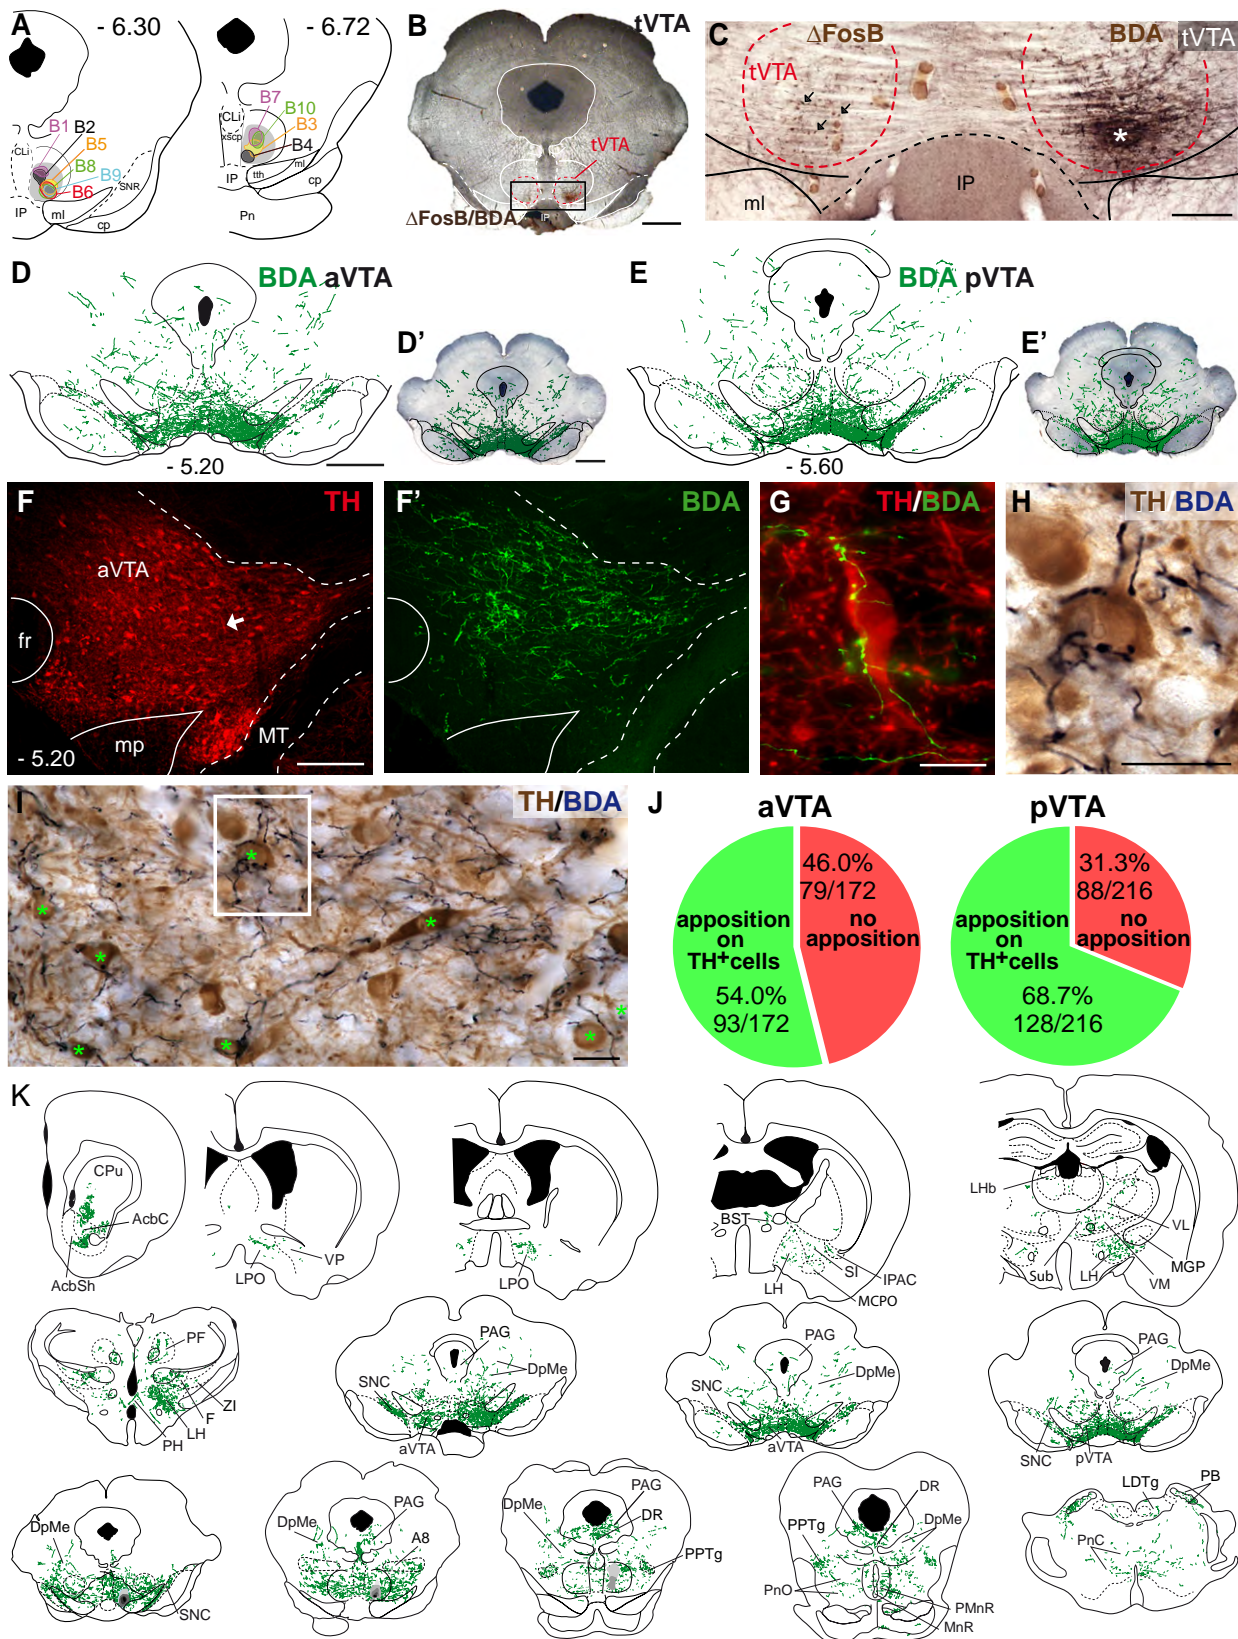 A
- 6.30
- 6.72
B7
B10
CLi
B3
xscp
B4
B1 B2
B5
CLi
B8
B9
B6
SNR
IP
ml
cp
IP
tth
ml
cp
Pn
B
tVTA
tVTA
ΔFosB/BDA
IP
C
ΔFosB
BDA
tVTA
tVTA
*
IP
ml
D
BDA aVTA
- 5.20
D'
E
BDA pVTA
- 5.60
E'
F
TH
aVTA
fr
mp
MT
- 5.20
F'
BDA
G
TH/BDA
H
TH BDA
I
TH/BDA
* * * * * * * *
J
aVTA
46.0%
79/172
no
apposition
apposition
on
TH+cells
54.0%
93/172
pVTA
31.3%
88/216
no
apposition
apposition
on
TH+cells
68.7%
128/216
K
CPu
AcbC
AcbSh
LPO
VP
LPO
BST
LH
SI
IPAC
MCPO
LHb
VL
Sub
LH
MGP
VM
PF
ZI
F
LH
PH
PAG
DpMe
SNC
aVTA
PAG
DpMe
SNC
aVTA
PAG
DpMe
SNC
pVTA
DpMe
SNC
PAG
DpMe
A8
DpMe
PAG
DR
PPTg
PAG
DR
PPTg
DpMe
PnO
PMnR
MnR
LDTg
PB
PnC